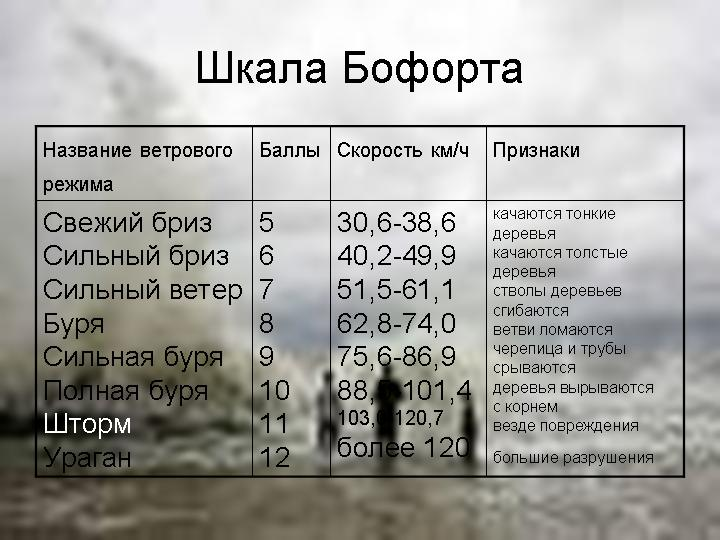 Шкала Бофорта
Название ветрового режима
Баллы
Скорость км/ч
Признаки
Свежий бриз
Сильный бриз
Сильный ветер
Буря
Сильная буря
Полная буря
Шторм
Ураган
5
6
7
8
9
10
11
12
30,6-38,6
40,2-49,9
51,5-61,1
62,8-74,0
75,6-86,9
88,5-101,4
120,7
более 120
качаются тонкие
деревья
качаются толстые
деревья
стволы деревьев
сгибаются
ветви ломаются
черепица и трубы
срываются
деревья вырываются
с корнем
везде повреждения
большие разрушения